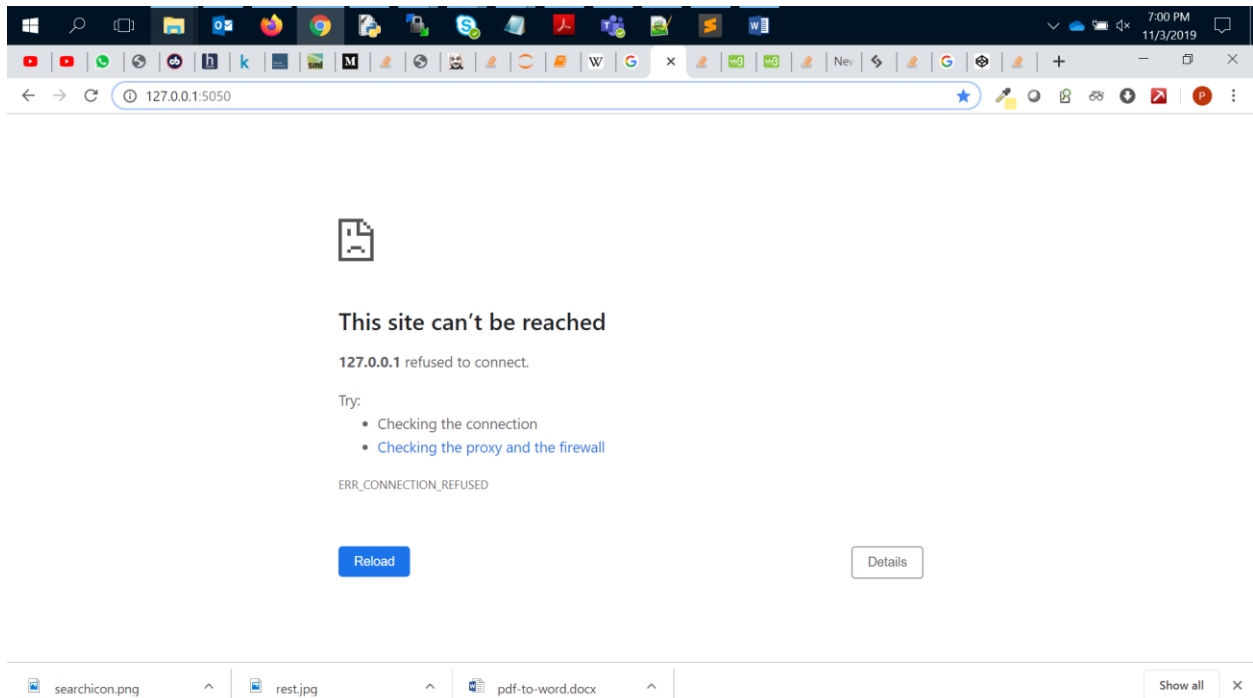 7:00 PM
11/3/2019
New
127.0.0.1:5050
This site can't be reached
127.0.0.1 refused to connect.
Try:
• Checking the connection
• Checking the proxy and the firewall
ERR_CONNECTION_REFUSED
Reload
Details
searchicon.png
rest.jpg
pdf-to-word.docx
Show all